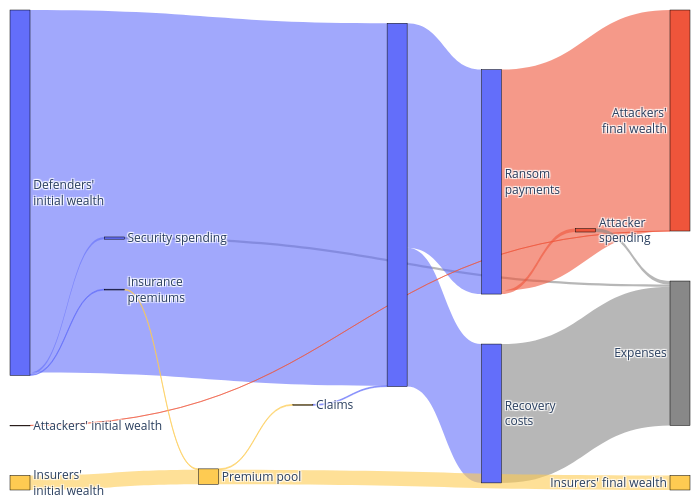 Attackers'
final wealth
Ransom
payments
Defenders'
initial wealth
Attacker
spending
Security spending
Insurance
premiums
Expenses
Claims
Recovery
costs
Attackers' initial wealth
Insurers'
initial wealth
Premium pool
Insurers' final wealth